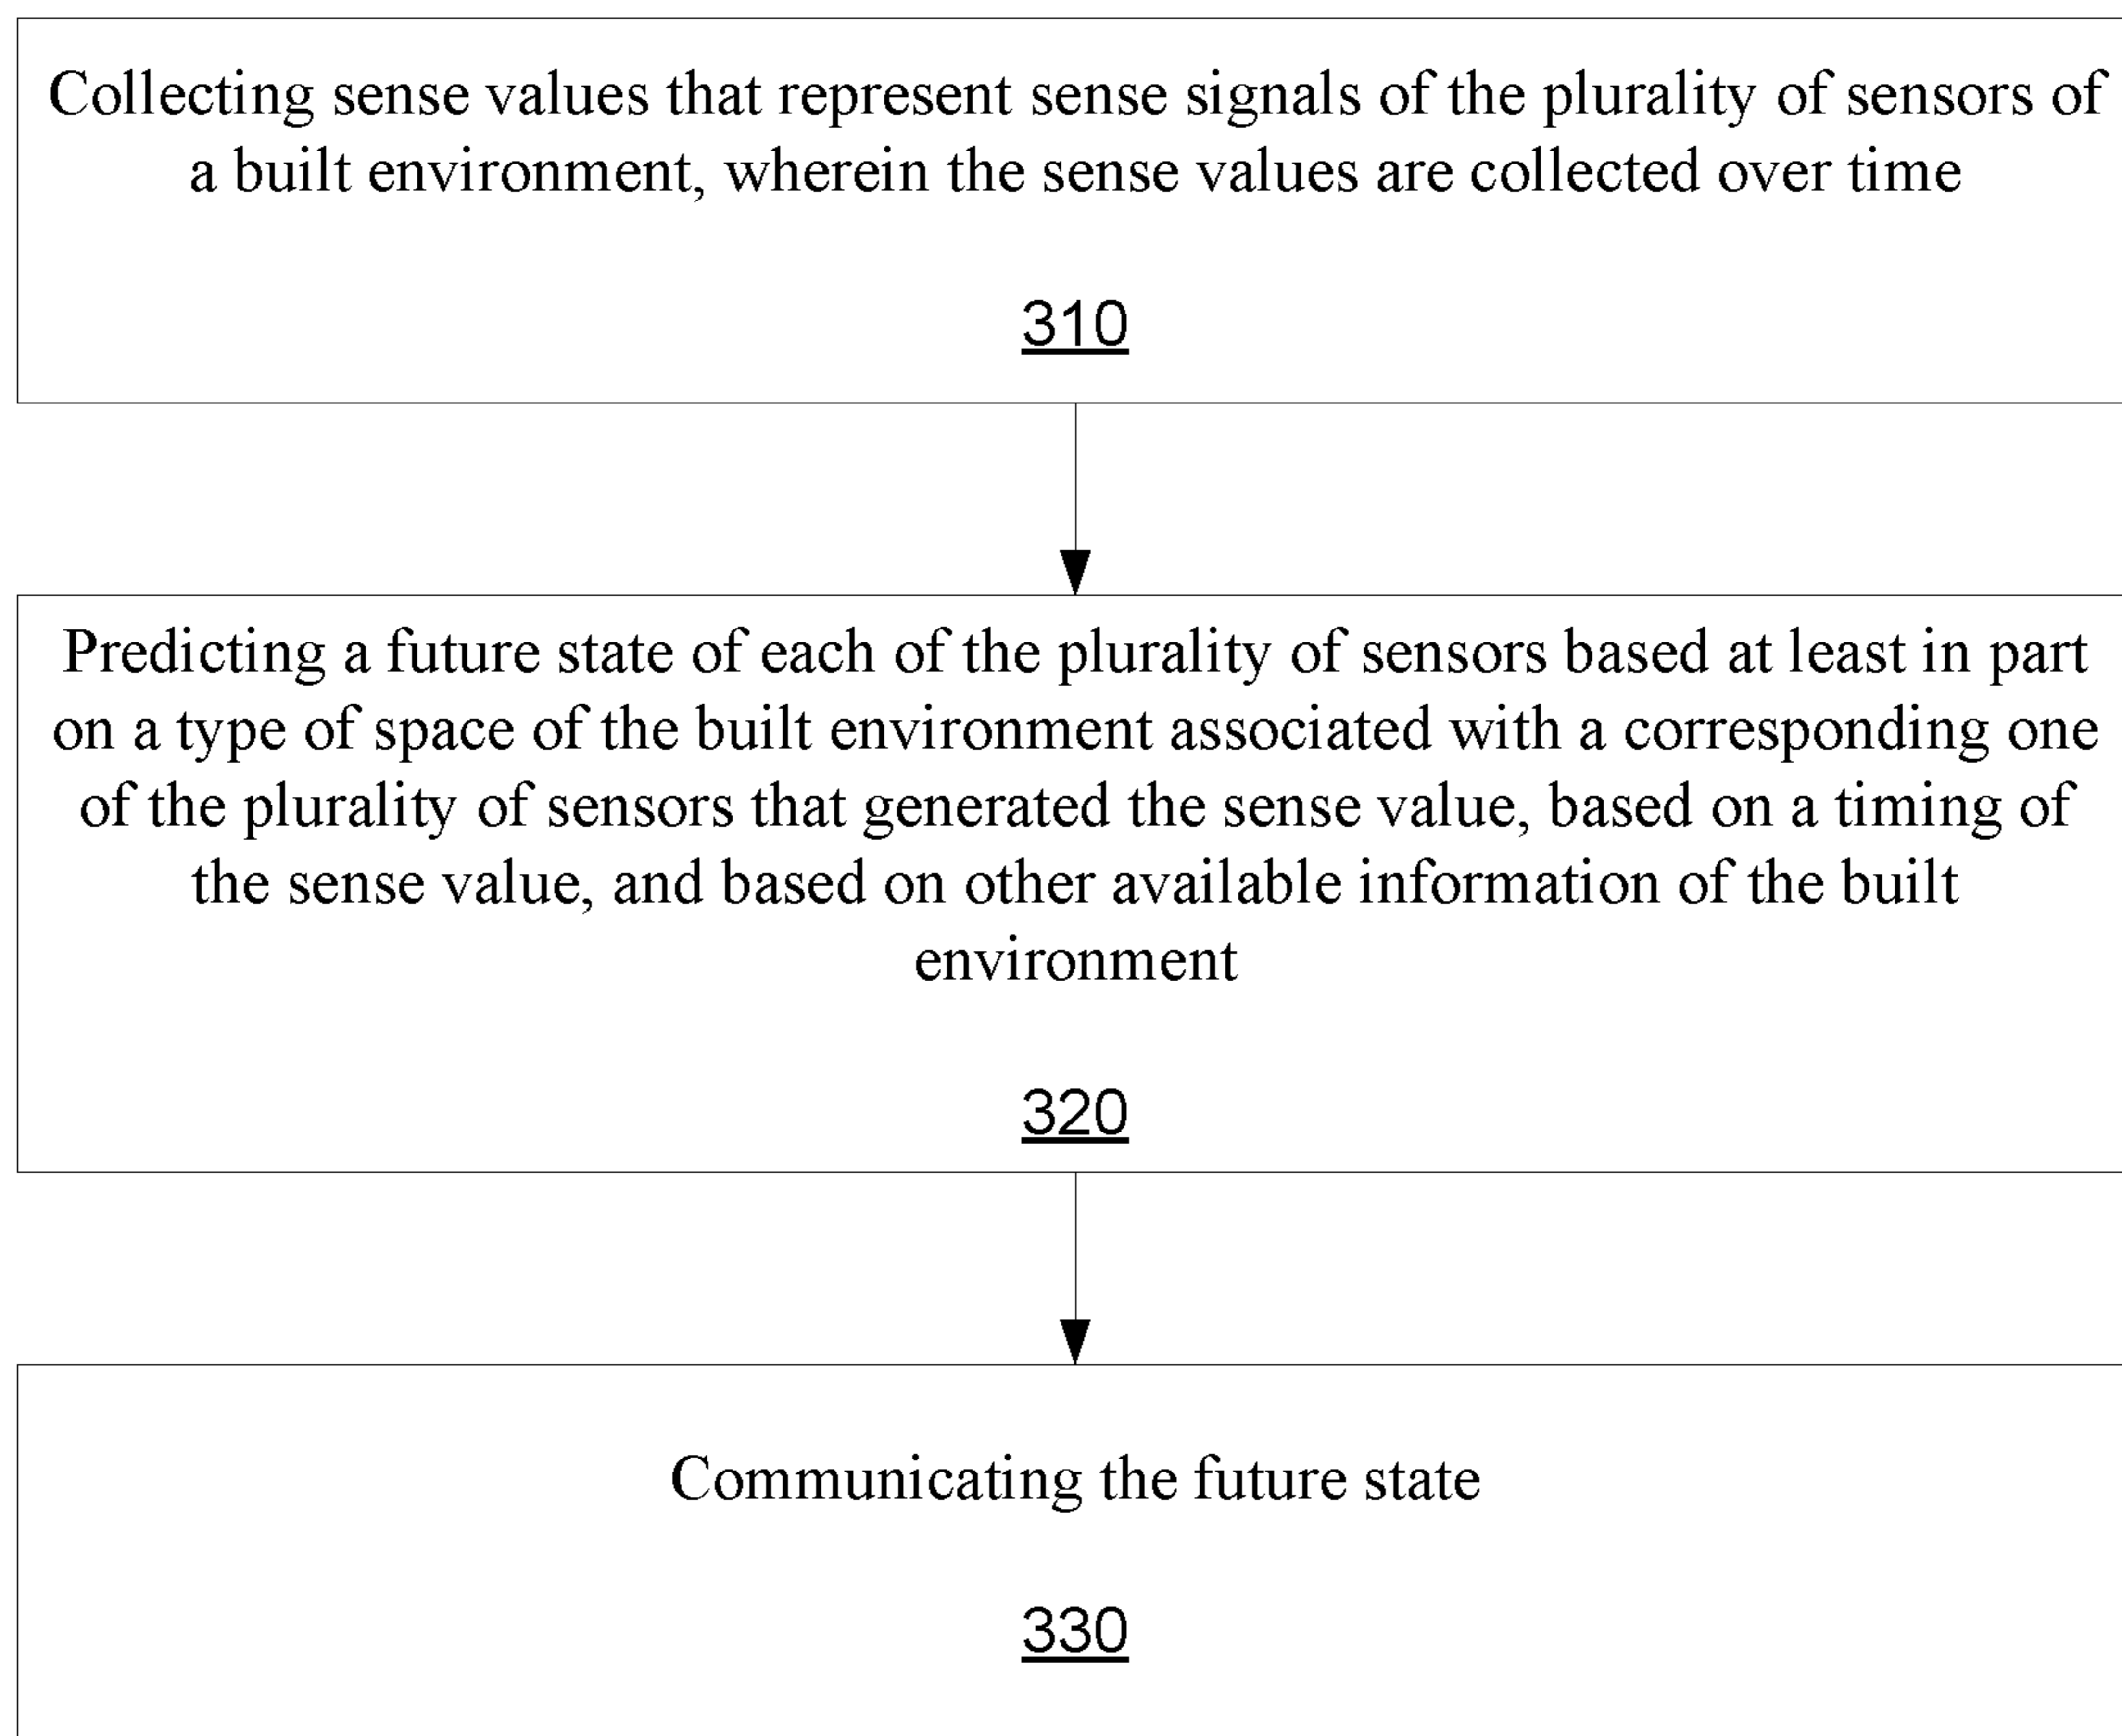 Collecting sense values that represent sense signals of the plurality of sensors of
a built environment, wherein the sense values are collected over time
310
Predicting a future state of each of the plurality of sensors based at least in part
on a type of space of the built environment associated with a corresponding one
of the plurality of sensors that generated the sense value, based on a timing of
the sense value, and based on other available information of the built
environment
320
Communicating the future state
330